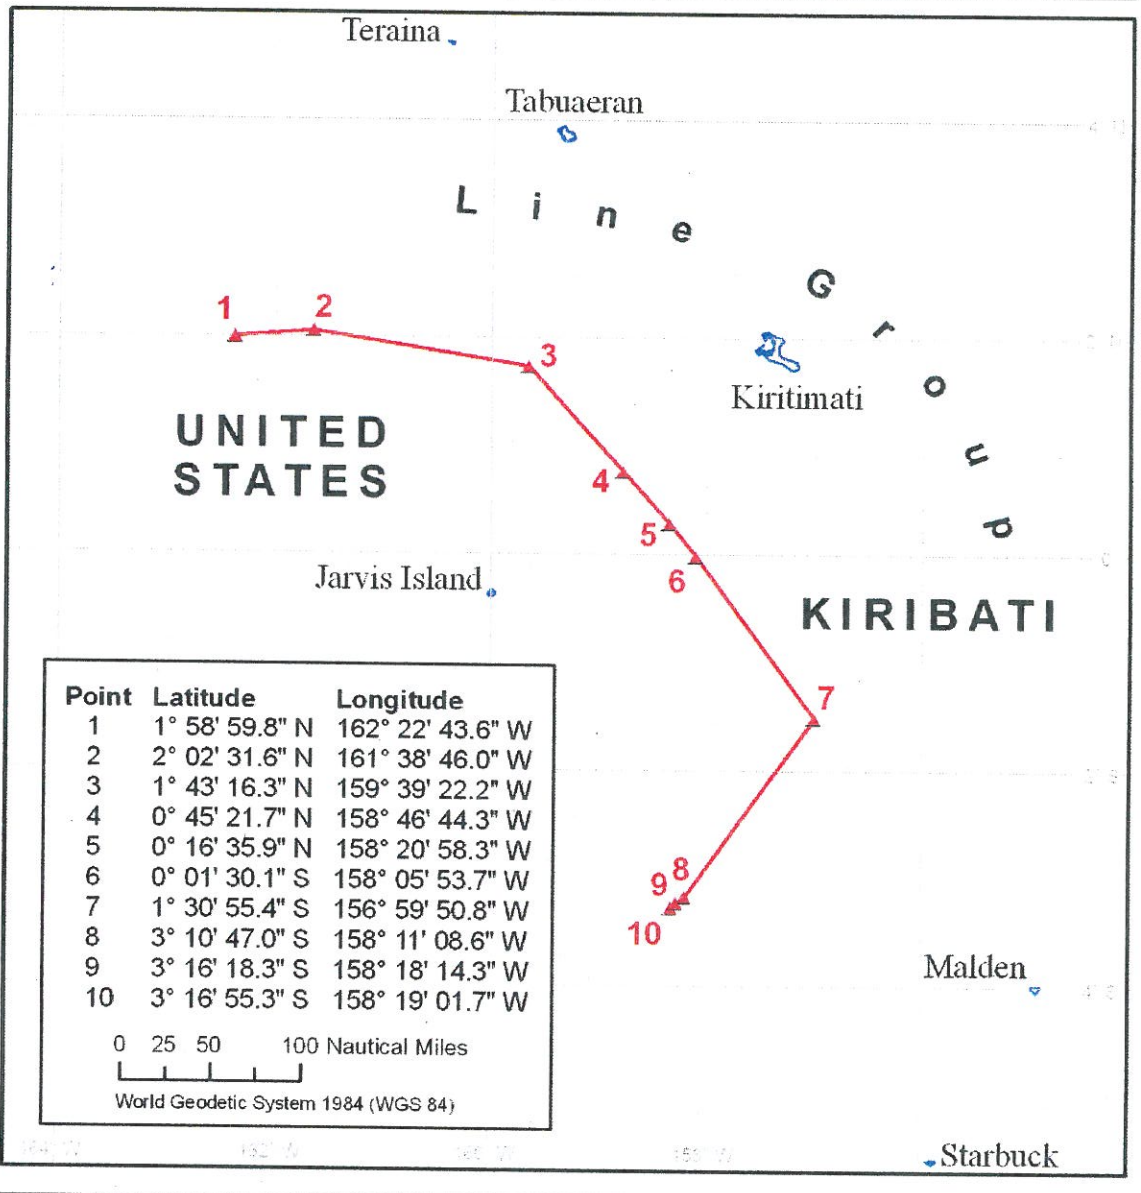 Teraina
Tabuaeran
Line Group
1
2
3
Kiritimati
UNITED
STATES
4
5
6
Jarvis Island
KIRIBATI
7
8
9
10
Point Latitude Longitude
1 1° 58' 59.8" N 162° 22' 43.6" W
2 2° 02' 31.6" N 161° 38' 46.0" W
3 1° 43' 16.3" N 159° 39' 22.2" W
4 0° 45' 21.7" N 158° 46' 44.3" W
5 0° 16' 35.9" N 158° 20' 58.3" W
6 0° 01' 30.1" S 158° 05' 53.7" W
7 1° 30' 55.4" S 156° 59' 50.8" W
8 3° 10' 47.0" S 158° 11' 08.6" W
9 3° 16' 18.3" S 158° 18' 14.3" W
10 3° 16' 55.3" S 158° 19' 01.7" W
0 25 50 100 Nautical Miles
World Geodetic System 1984 (WGS 84)
Malden
Starbuck